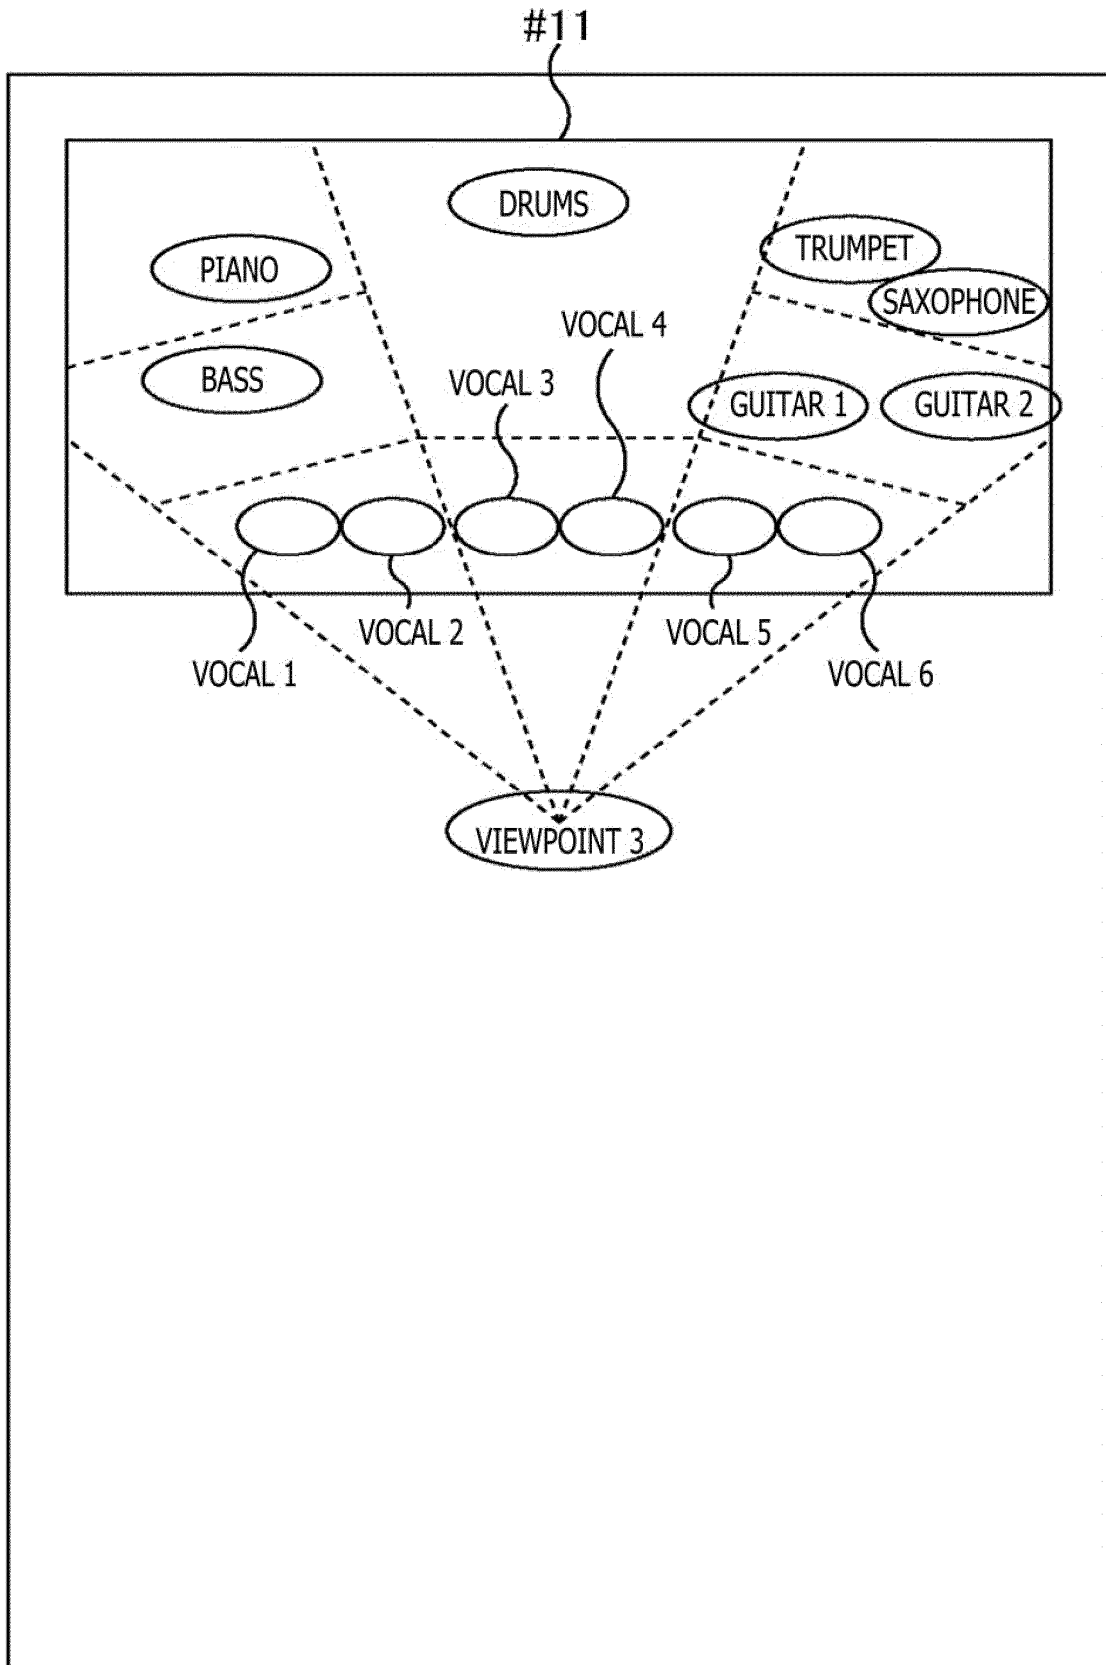 #11
DRUMS
TRUMPET
PIANO
SAXOPHONE
VOCAL 4
BASS
VOCAL 3
GUITAR 1
GUITAR 2
VOCAL 2
VOCAL 5
VOCAL 1
VOCAL 6
VIEWPOINT 3